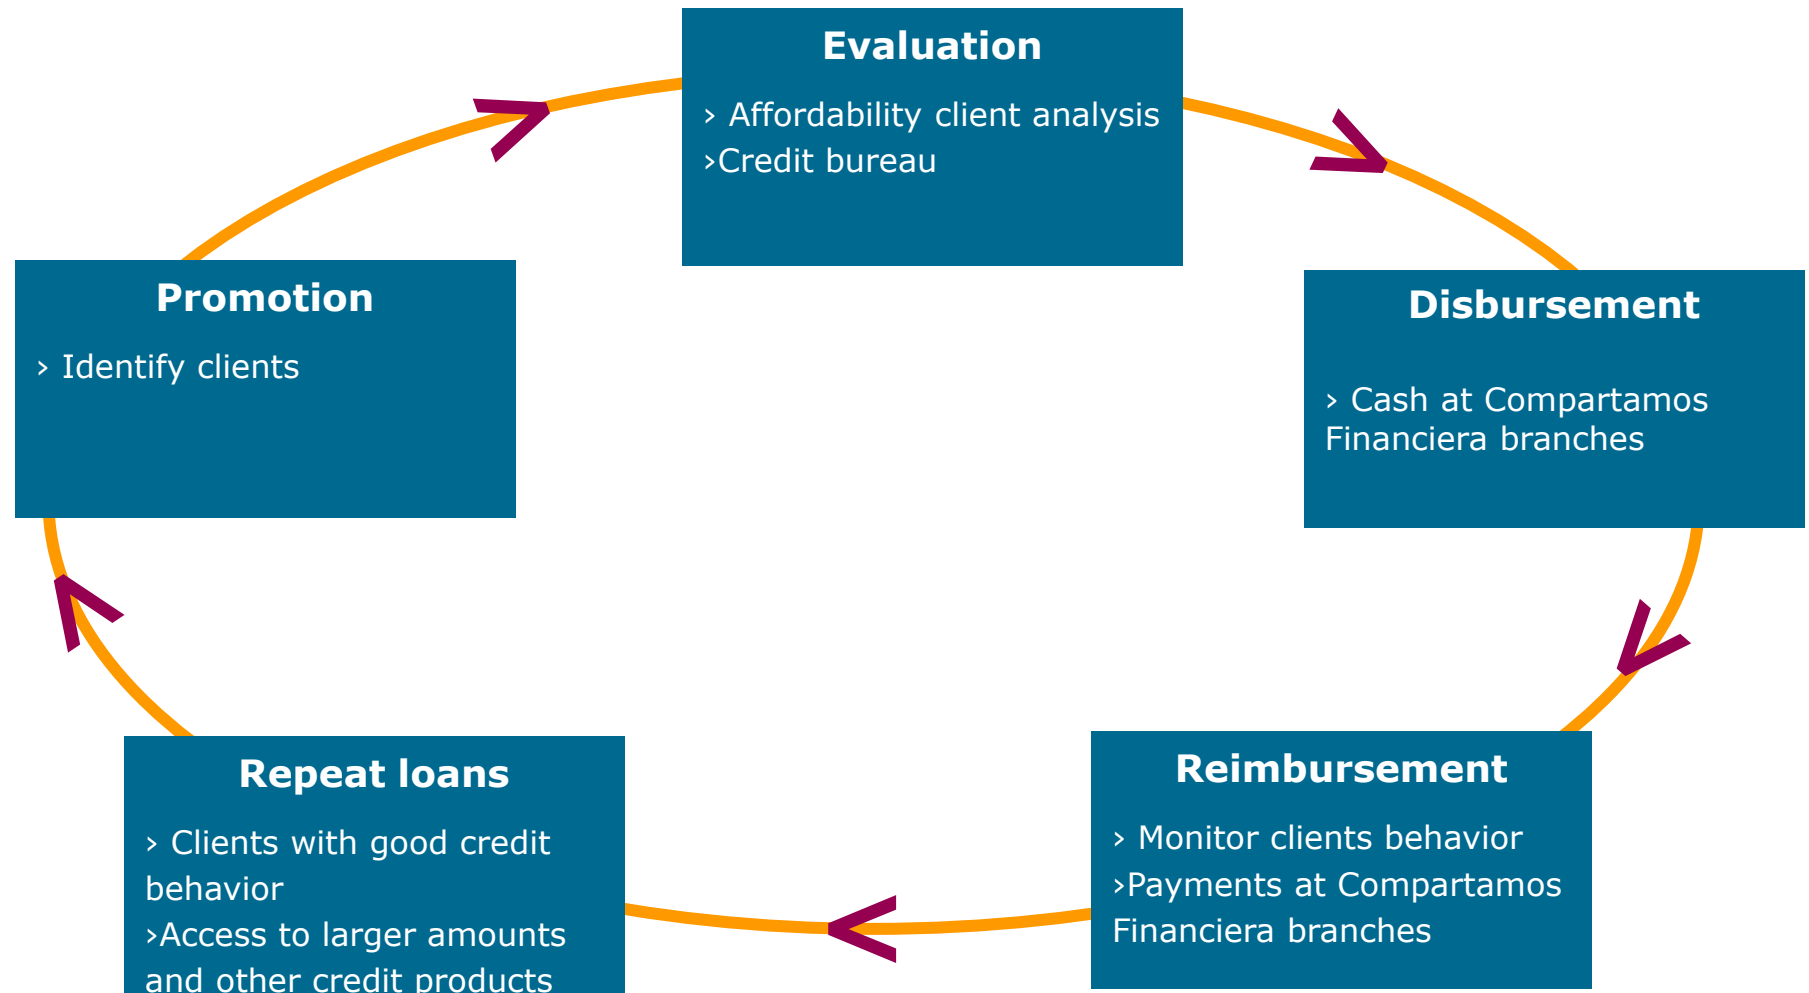 Evaluation
› Affordability client analysis
›Credit bureau
Promotion
› Identify clients
Disbursement
› Cash at Compartamos
Financiera branches
Repeat loans
› Clients with good credit
behavior
›Access to larger amounts
and other credit products
Reimbursement
› Monitor clients behavior
›Payments at Compartamos
Financiera branches